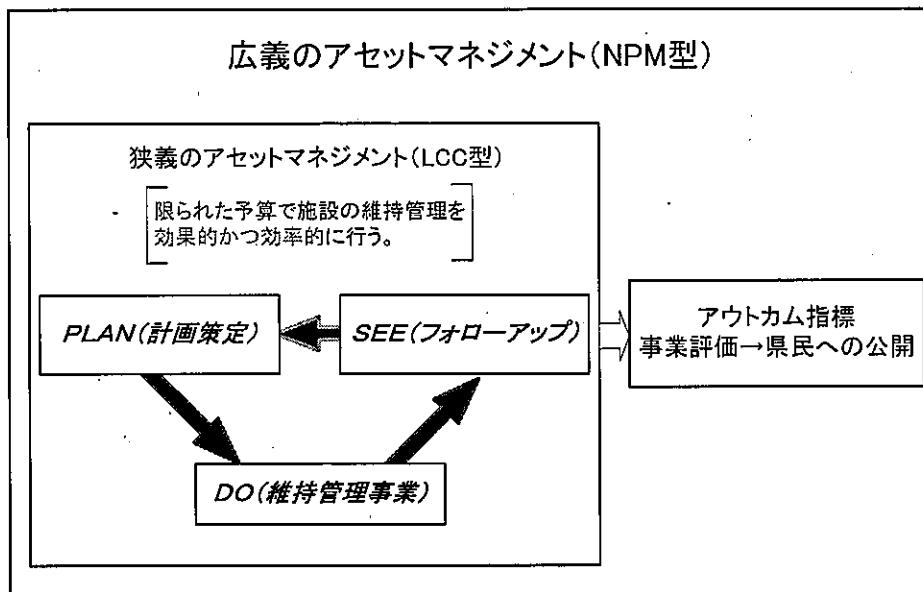 広義のアセットマネジメント(NPM型)
狭義のアセットマネジメント(LCC型)
限られた予算で施設の維持管理を
効果的かつ効率的に行う。
PLAN(計画策定)
SEE(フォローアップ)
アウトカム指標
事業評価→県民への公開
DO(維持管理事業)